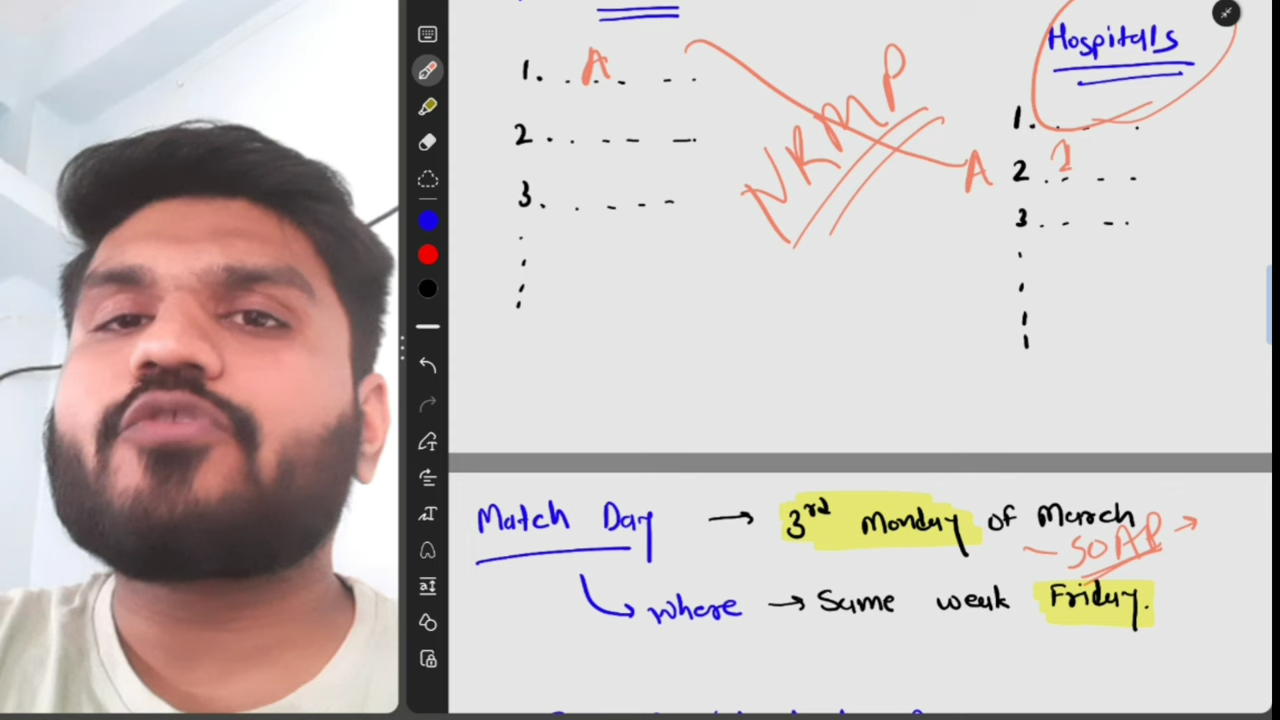 Hospitals
1. A
1.
2.
A 2. 1
3.
3.
NRMP
Match Day → 3rd Monday of March
SOAP →
where → Same week Friday.